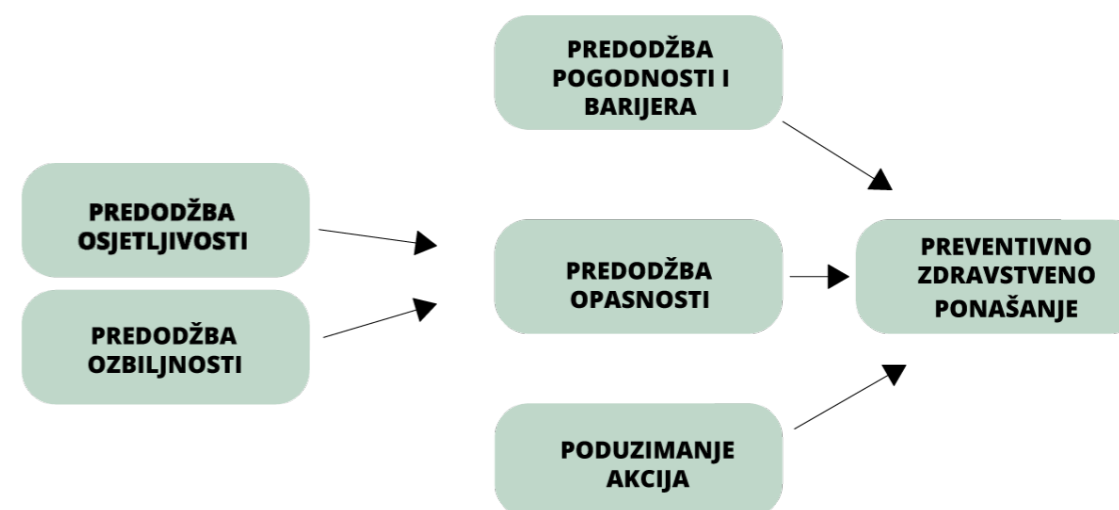 PREDODŽBA
POGODNOSTI I
BARIJERA
PREDODŽBA
OSJETLJIVOSTI
PREDODŽBA
OZBILJNOSTI
PREDODŽBA
OPASNOSTI
PREVENTIVNO
ZDRAVSTVENO
PONAŠANJE
PODUZIMANJE
AKCIJA